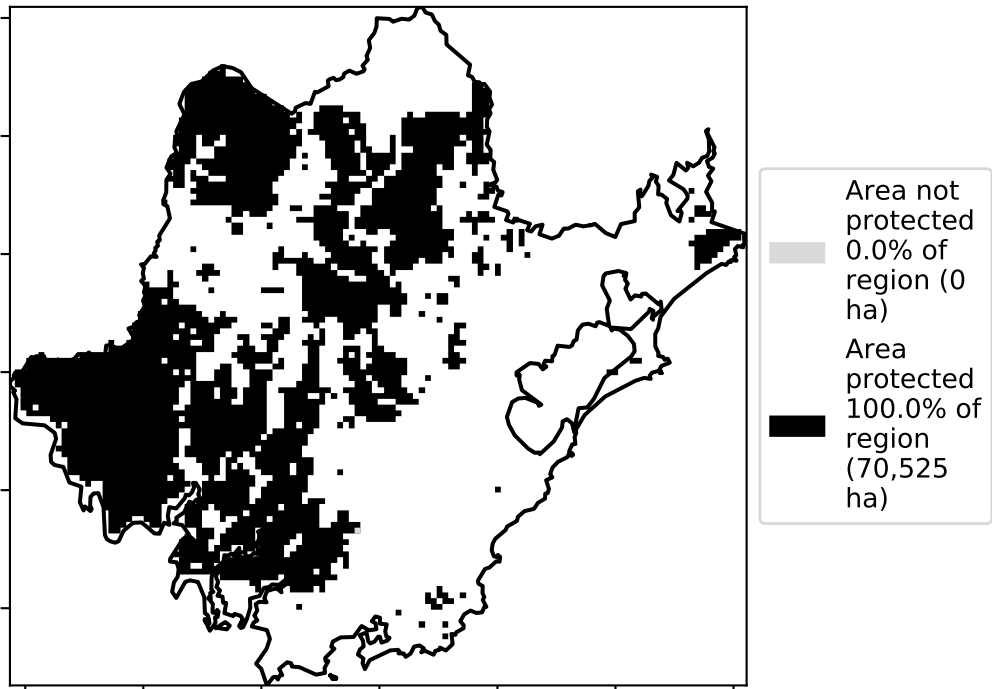 Area not
protected
0.0% of
region (0
ha)
Area
protected
100.0% of
region
(70,525
ha)